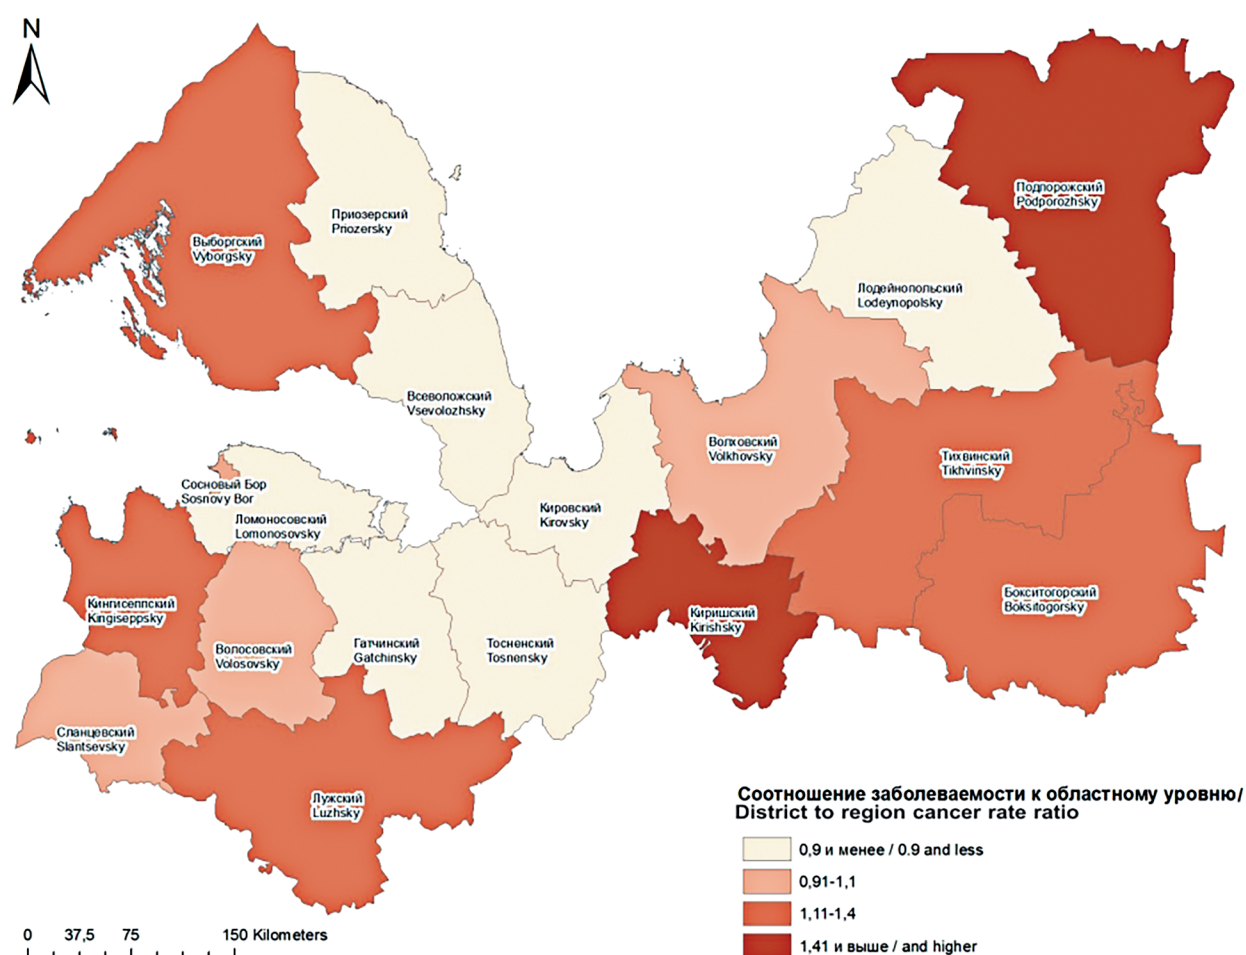 N
Подпорожский
Podporozhsky
Приозерский
Priozersky
Выборгский
Vyborgsky
Лодейнопольский
Lodeynopolsky
Всеволожский
Vsevolozhsky
Волховский
Volkhovsky
Тихвинский
Tikhvinsky
Сосновый Бор
Sosnovy Bor
Ломоносовский
Lomonosovsky
Кировский
Kirovsky
Бокситогорский
Boksitogorsky
Кингисеппский
Kingiseppsky
Киришский
Kirishsky
Волосовский
Volosovsky
Гатчинский
Gatchinsky
Тосненский
Tosnensky
Сланцевский
Slantsevsky
Лужский
Luzhsky
Соотношение заболеваемости к областному уровню/
District to region cancer rate ratio
0,9 и менее / 0.9 and less
0,91-1,1
1,11-1,4
1,41 и выше / and higher
0 37,5 75 150 Kilometers